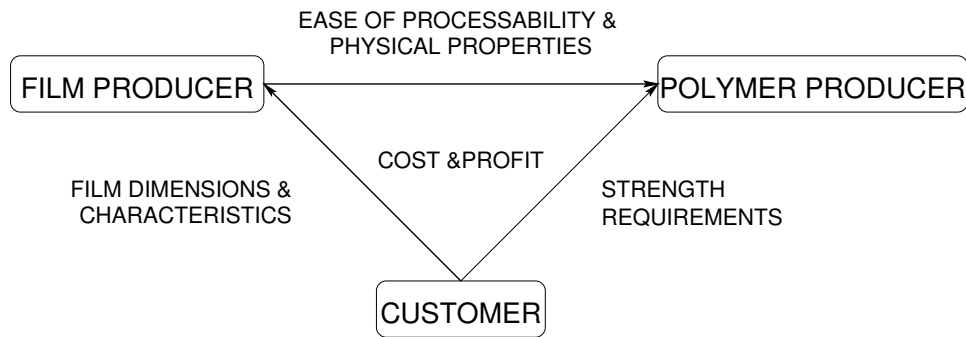 EASE OF PROCESSABILITY &
PHYSICAL PROPERTIES
FILM PRODUCER
POLYMER PRODUCER
COST &PROFIT
FILM DIMENSIONS &
CHARACTERISTICS
STRENGTH
REQUIREMENTS
CUSTOMER